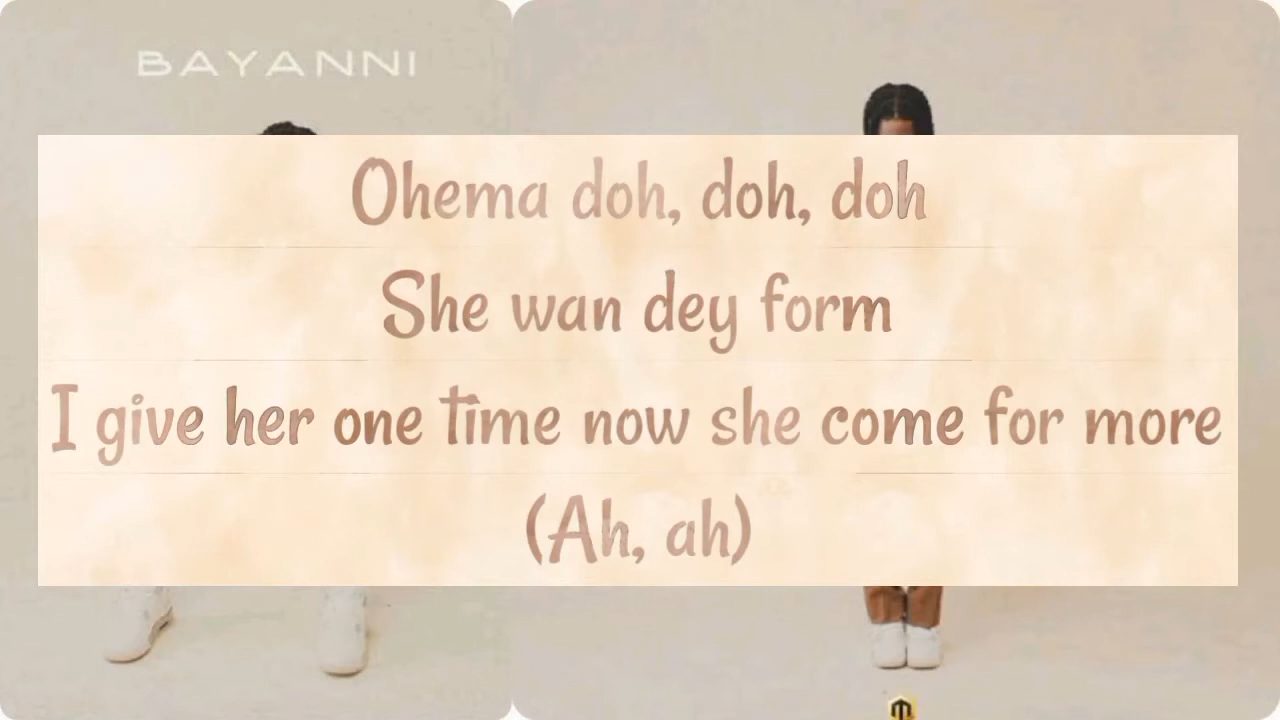 BAYANNI
Ohema doh, doh, doh
She wan dey form
I give her one time now she come for more
(Ah, ah)